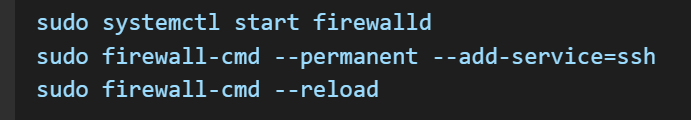 sudo systemctl start firewalld
sudo firewall-cmd --permanent --add-service=ssh
sudo firewall-cmd --reload